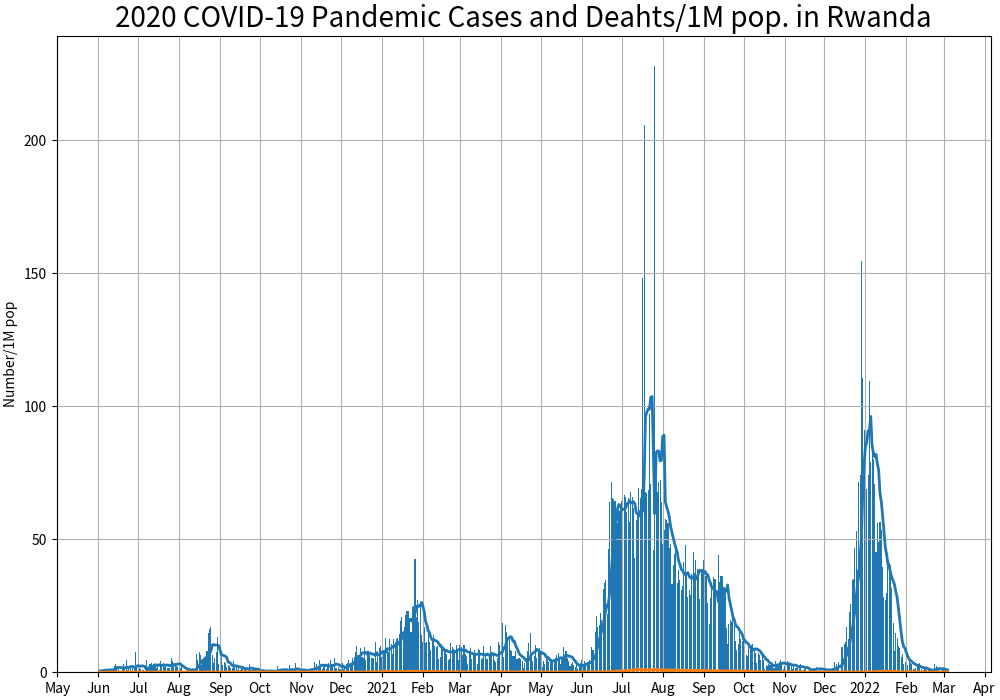 2020 COVID-19 Pandemic Cases and Deahts/1M pop. in Rwanda
Number/1M pop
200
150
100
50
0
May Jun Jul Aug Sep Oct Nov Dec 2021 Feb Mar Apr May Jun Jul Aug Sep Oct Nov Dec 2022 Feb Mar Apr